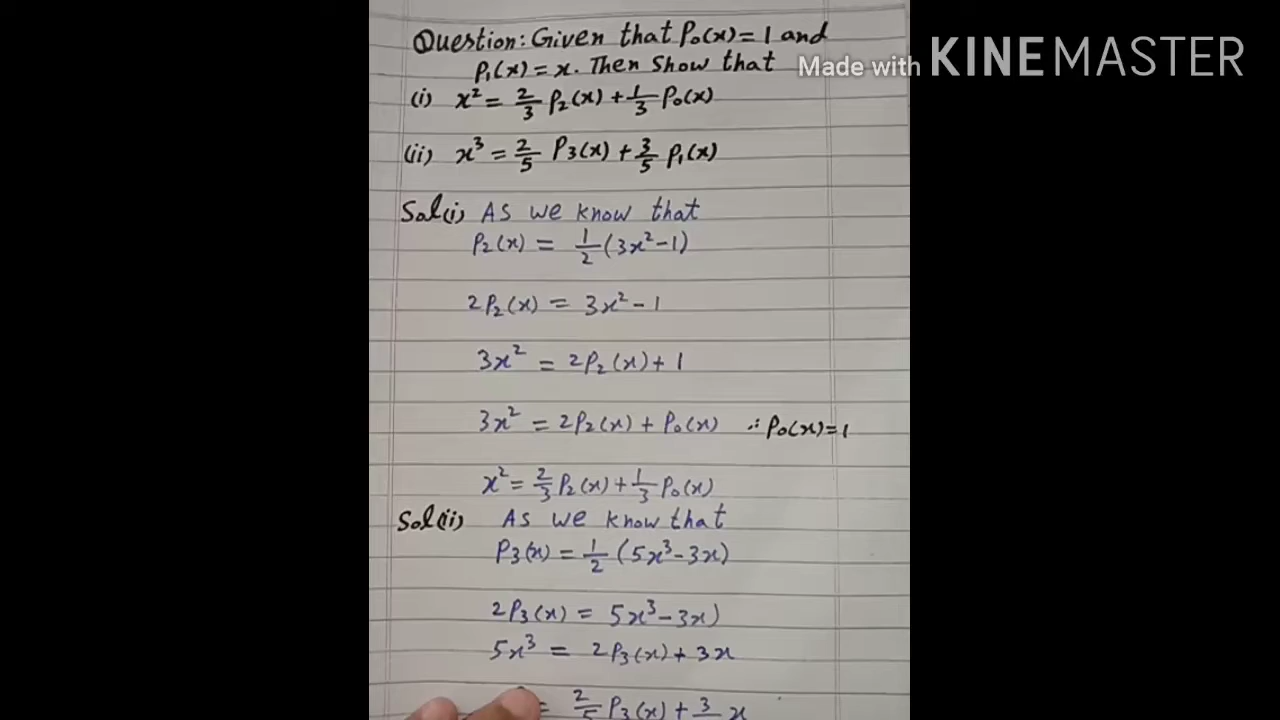 Question: Given that P₀(x) = 1 and
P₁(x) = x. Then Show that
Made with KINEMASTER
(i) x² = 2/3 P₂(x) + 1/3 P₀(x)
(ii) x³ = 2/5 P₃(x) + 3/5 P₁(x)
Sol(i) As we know that
P₂(x) = 1/2 (3x² - 1)
2P₂(x) = 3x² - 1
3x² = 2P₂(x) + 1
3x² = 2P₂(x) + P₀(x) ∴ P₀(x) = 1
x² = 2/3 P₂(x) + 1/3 P₀(x)
Sol(ii) As we know that
P₃(x) = 1/2 (5x³ - 3x)
2P₃(x) = 5x³ - 3x)
5x³ = 2P₃(x) + 3x
= 2/5 P₃(x) + 3/ x